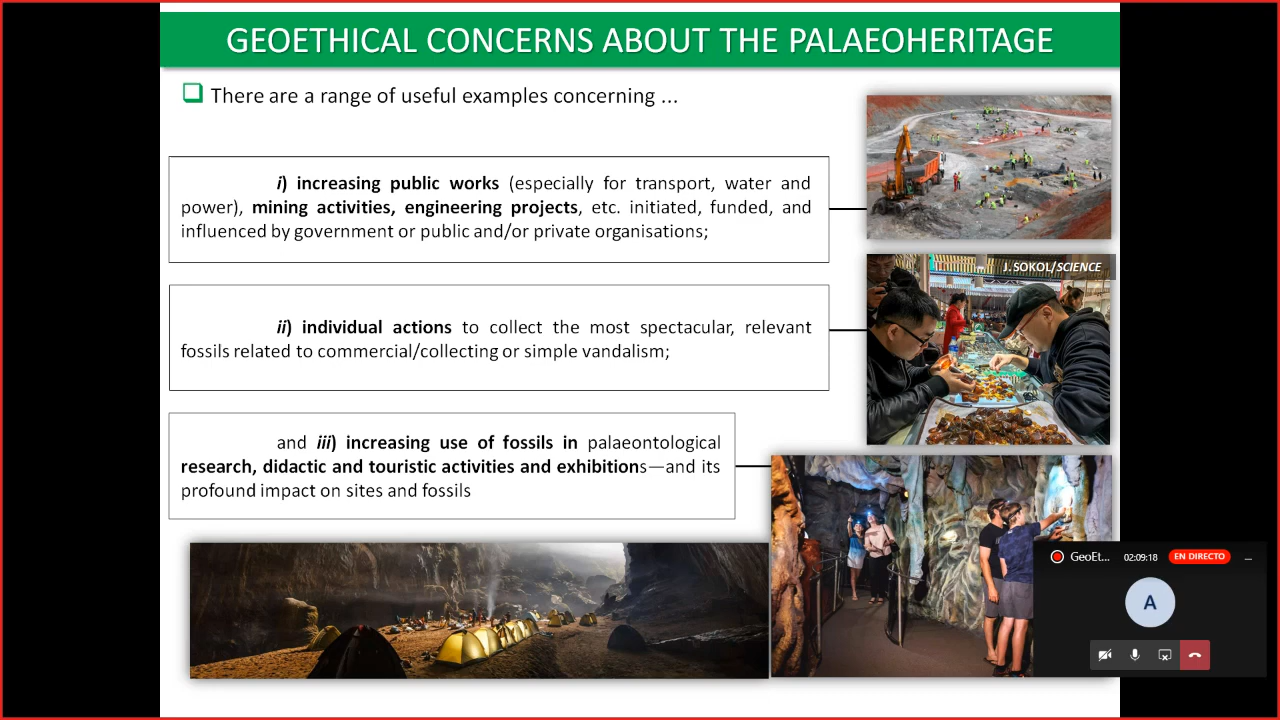 GEOETHICAL CONCERNS ABOUT THE PALAEOHERITAGE
There are a range of useful examples concerning ...
i) increasing public works (especially for transport, water and
power), mining activities, engineering projects, etc. initiated, funded, and
influenced by government or public and/or private organisations;
J. SOKOL/SCIENCE
ii) individual actions to collect the most spectacular, relevant
fossils related to commercial/collecting or simple vandalism;
and iii) increasing use of fossils in palaeontological
research, didactic and touristic activities and exhibitions—and its
profound impact on sites and fossils
GeoEt... 02:09:18 EN DIRECTO
A